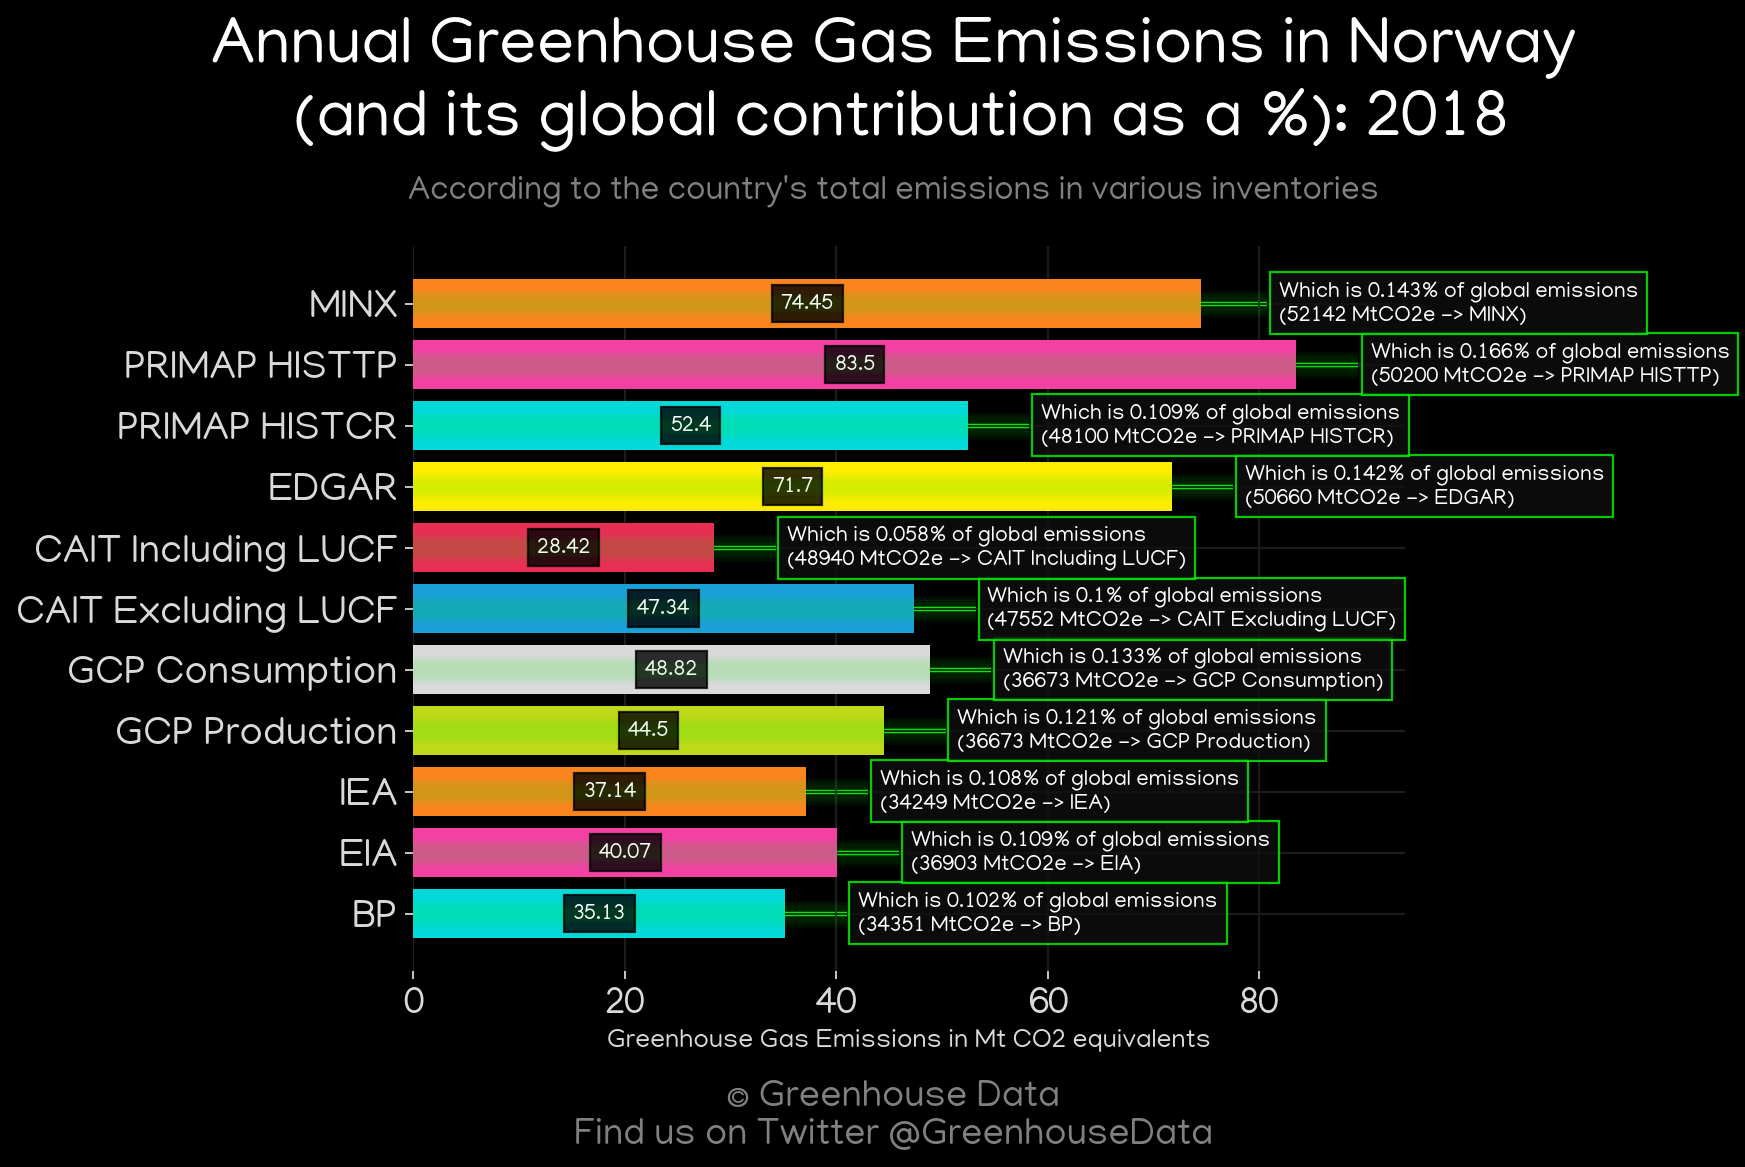 Annual Greenhouse Gas Emissions in Norway
(and its global contribution as a %): 2018
According to the country's total emissions in various inventories
MINX
74.45
Which is 0.143% of global emissions
(52142 MtCO2e -> MINX)
PRIMAP HISTTP
83.5
Which is 0.166% of global emissions
(50200 MtCO2e -> PRIMAP HISTTP)
PRIMAP HISTCR
52.4
Which is 0.109% of global emissions
(48100 MtCO2e -> PRIMAP HISTCR)
EDGAR
71.7
Which is 0.142% of global emissions
(50660 MtCO2e -> EDGAR)
CAIT Including LUCF
28.42
Which is 0.058% of global emissions
(48940 MtCO2e -> CAIT Including LUCF)
CAIT Excluding LUCF
47.34
Which is 0.1% of global emissions
(47552 MtCO2e -> CAIT Excluding LUCF)
GCP Consumption
48.82
Which is 0.133% of global emissions
(36673 MtCO2e -> GCP Consumption)
GCP Production
44.5
Which is 0.121% of global emissions
(36673 MtCO2e -> GCP Production)
IEA
37.14
Which is 0.108% of global emissions
(34249 MtCO2e -> IEA)
EIA
40.07
Which is 0.109% of global emissions
(36903 MtCO2e -> EIA)
BP
35.13
Which is 0.102% of global emissions
(34351 MtCO2e -> BP)
0 20 40 60 80
Greenhouse Gas Emissions in Mt CO2 equivalents
© Greenhouse Data
Find us on Twitter @GreenhouseData